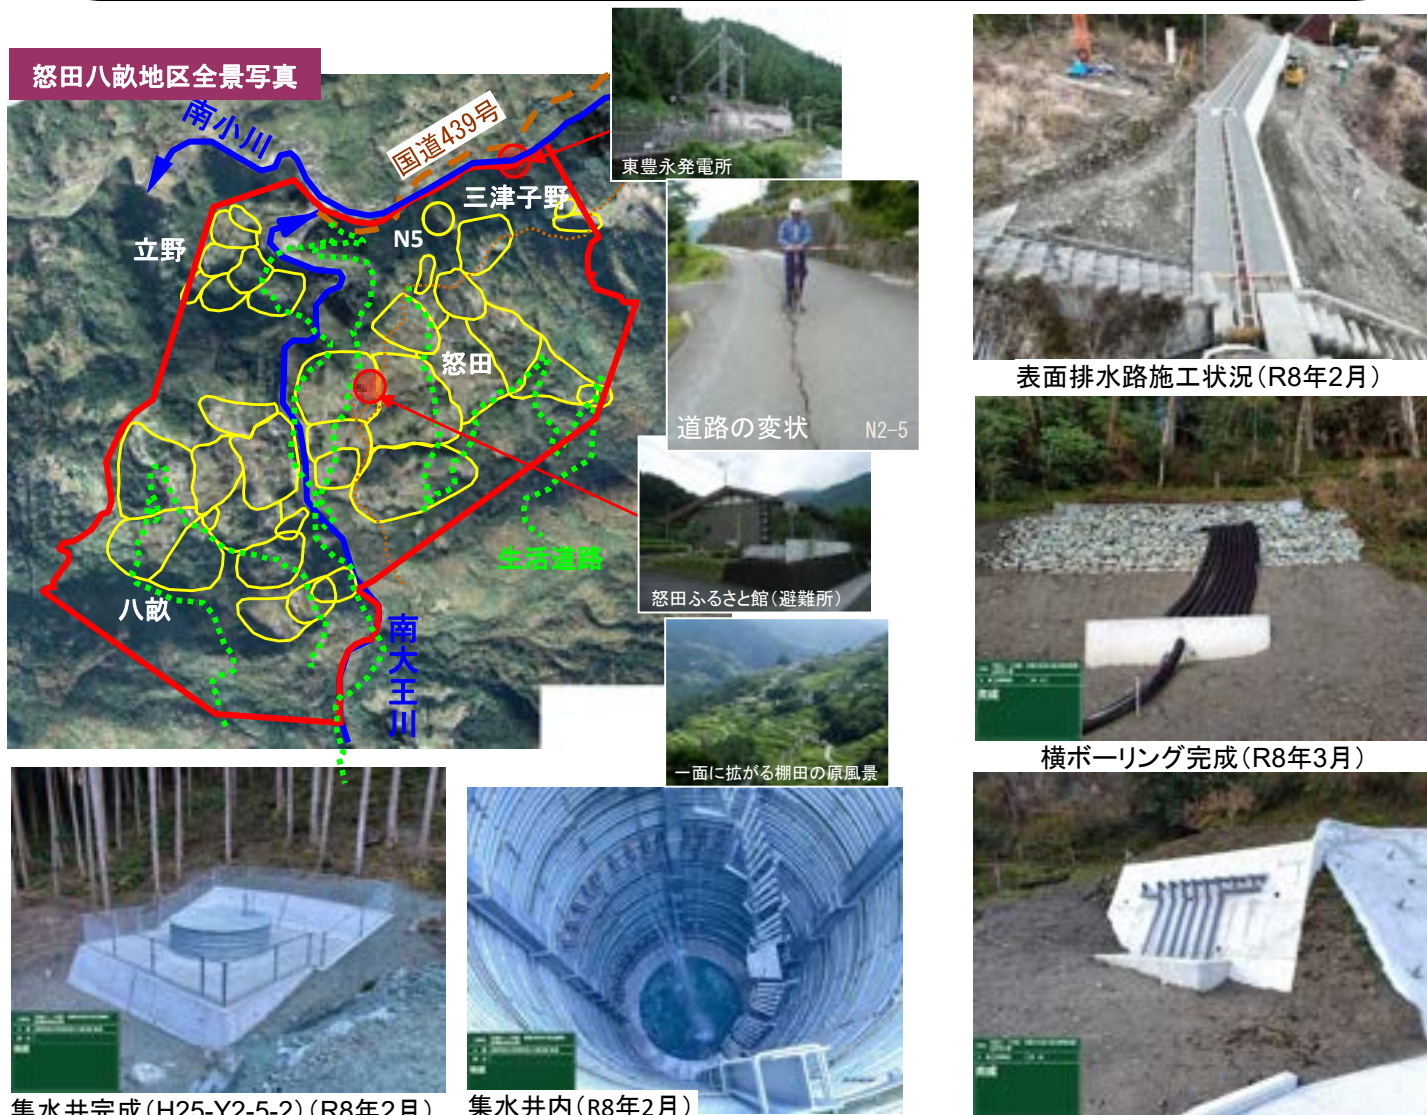 怒田八畝地区全景写真
南小川
国道439号
東豊永発電所
三津子野
N5
立野
怒田
道路の変状
N2-5
怒田ふるさと館(避難所)
生活道路
八畝
南大王川
一面に拡がる棚田の原風景
表面排水路施工状況(R8年2月)
横ボーリング完成(R8年3月)
集水井完成(H25-Y2-5-2)(R8年2月)
集水井内(R8年2月)